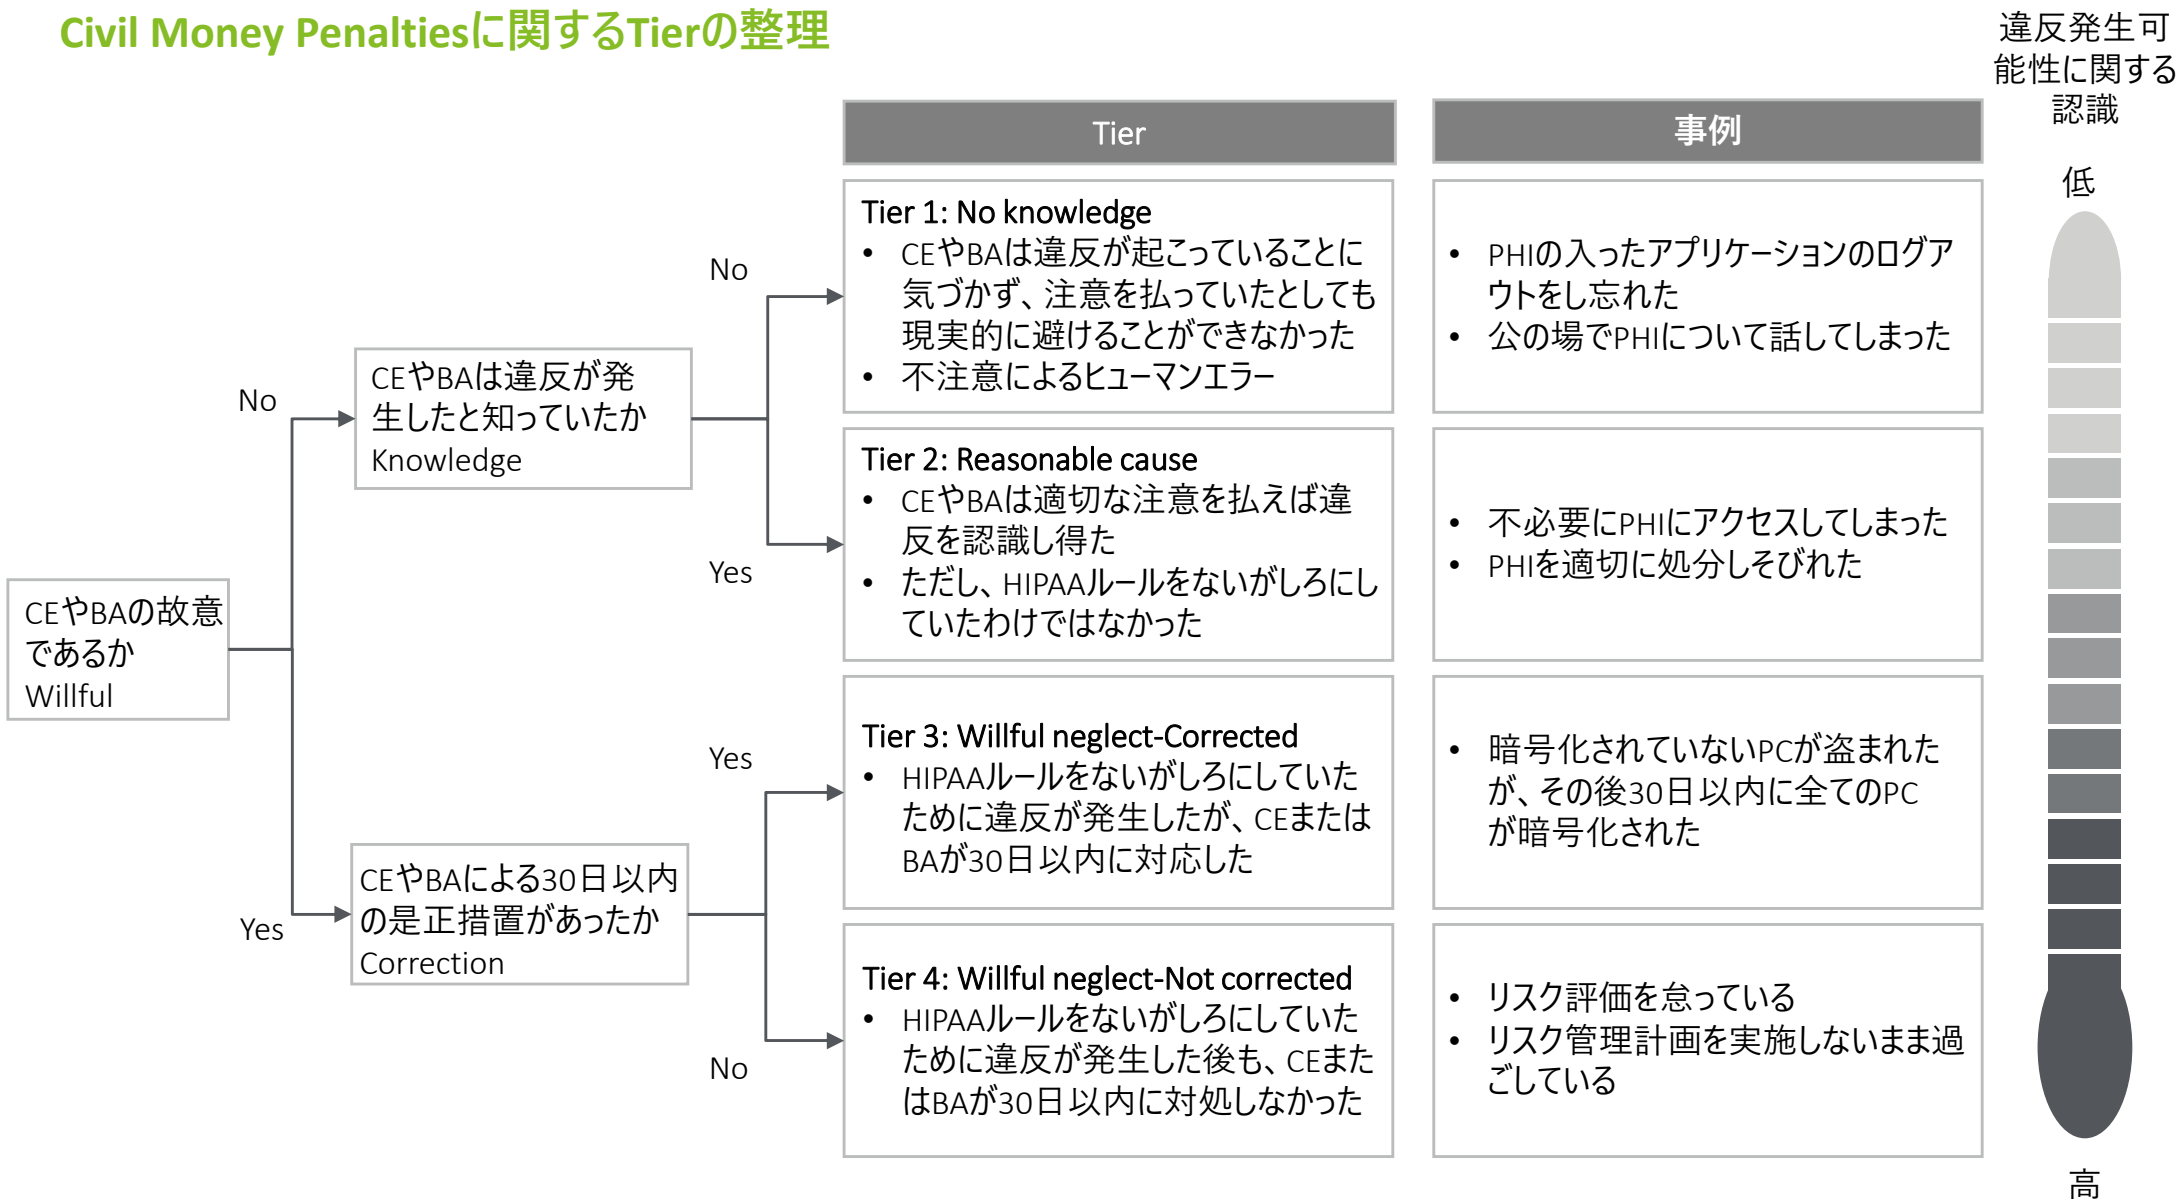 Civil Money Penaltiesに関するTierの整理
違反発生可
能性に関する
認識
低
高
CEやBAの故意
であるか
Willful
No
Yes
CEやBAは違反が発
生したと知っていたか
Knowledge
No
Yes
CEやBAによる30日以内
の是正措置があったか
Correction
Yes
No
Tier
事例
Tier 1: No knowledge
• CEやBAは違反が起こっていることに
気づかず、注意を払っていたとしても
現実的に避けることができなかった
• 不注意によるヒューマンエラー
• PHIの入ったアプリケーションのログア
ウトをし忘れた
• 公の場でPHIについて話してしまった
Tier 2: Reasonable cause
• CEやBAは適切な注意を払えば違
反を認識し得た
• ただし、HIPAAルールをないがしろにし
ていたわけではなかった
• 不必要にPHIにアクセスしてしまった
• PHIを適切に処分しそびれた
Tier 3: Willful neglect-Corrected
• HIPAAルールをないがしろにしていた
ために違反が発生したが、CEまたは
BAが30日以内に対応した
• 暗号化されていないPCが盗まれた
が、その後30日以内に全てのPC
が暗号化された
Tier 4: Willful neglect-Not corrected
• HIPAAルールをないがしろにしていた
ために違反が発生した後も、CEまた
はBAが30日以内に対処しなかった
• リスク評価を怠っている
• リスク管理計画を実施しないまま過
ごしている